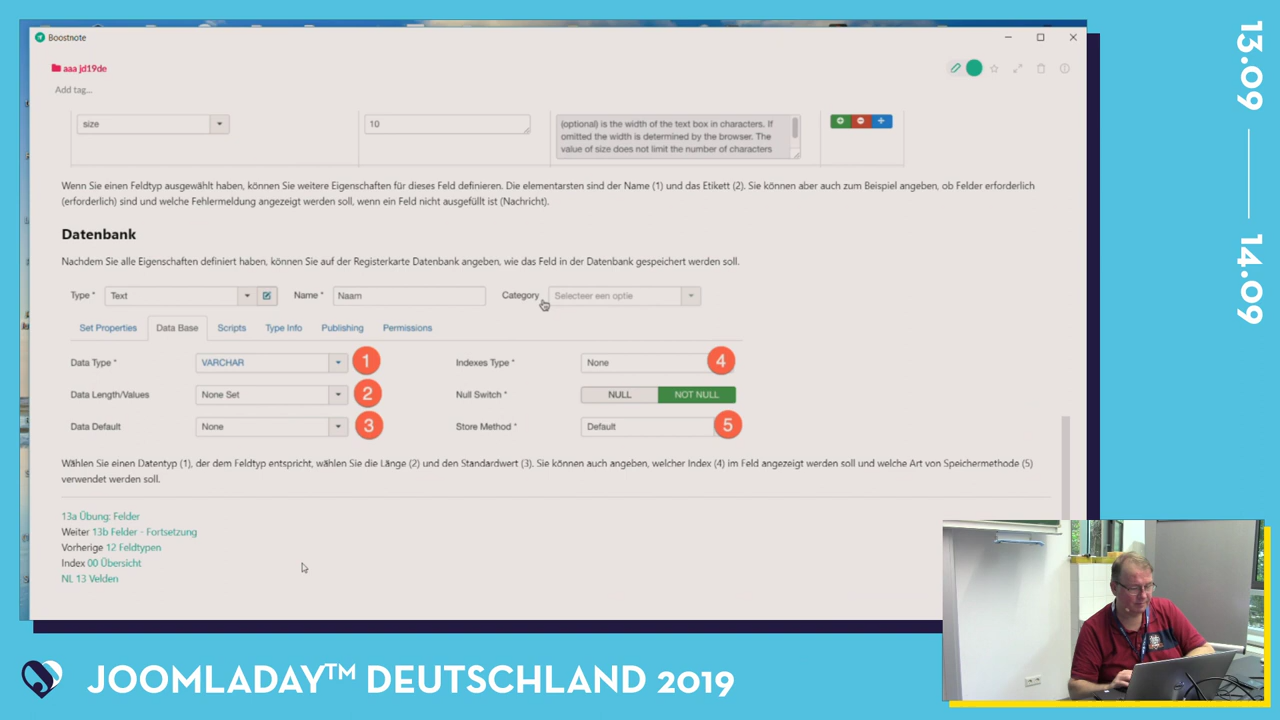 Boostnote
aaa jd19de
Add tag...
size
10
(optional) is the width of the text box in characters. If
omitted the width is determined by the browser. The
value of size does not limit the number of characters
Wenn Sie einen Feldtyp ausgewählt haben, können Sie weitere Eigenschaften für dieses Feld definieren. Die elementarsten sind der Name (1) und das Etikett (2). Sie können aber auch zum Beispiel angeben, ob Felder erforderlich
(erforderlich) sind und welche Fehlermeldung angezeigt werden soll, wenn ein Feld nicht ausgefüllt ist (Nachricht).
Datenbank
Nachdem Sie alle Eigenschaften definiert haben, können Sie auf der Registerkarte Datenbank angeben, wie das Feld in der Datenbank gespeichert werden soll.
Type * Text Name * Naam Category Selecteer een optie
Set Properties Data Base Scripts Type Info Publishing Permissions
Data Type * VARCHAR 1 Indexes Type * None 4
Data Length/Values None Set 2 Null Switch * NULL NOT NULL
Data Default None 3 Store Method * Default 5
Wählen Sie einen Datentyp (1), der dem Feldtyp entspricht, wählen Sie die Länge (2) und den Standardwert (3). Sie können auch angeben, welcher Index (4) im Feld angezeigt werden soll und welche Art von Speichermethode (5)
verwendet werden soll.
13a Übung: Felder
Weiter 13b Felder - Fortsetzung
Vorherige 12 Feldtypen
Index 00 Übersicht
NL 13 Velden
13.09
14.09
JOOMLADAY™ DEUTSCHLAND 2019